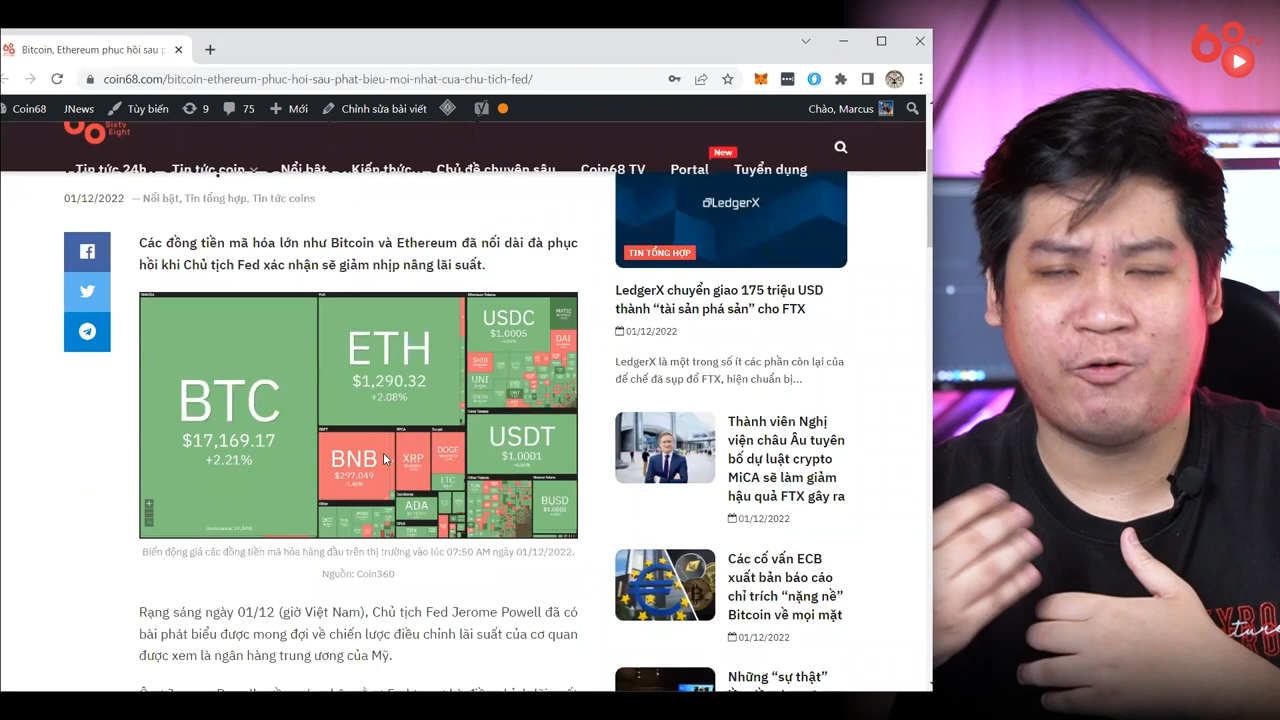 68 TV
Bitcoin, Ethereum phục hồi sau p
coin68.com/bitcoin-ethereum-phuc-hoi-sau-phat-bieu-moi-nhat-cua-chu-tich-fed/
Coin68 JNews Tùy biến 9 75 Mới Chỉnh sửa bài viết Chào, Marcus
Sixty Eight
Tin tức 24h Tin tức coin Nổi bật Kiến thức Chủ đề chuyên sâu Coin68 TV Portal New Tuyển dụng
01/12/2022 — Nổi bật, Tin tổng hợp, Tin tức coins
Các đồng tiền mã hóa lớn như Bitcoin và Ethereum đã nối dài đà phục
hồi khi Chủ tịch Fed xác nhận sẽ giảm nhịp nâng lãi suất.
BTC
$17,169.17
+2.21%
ETH
$1,290.32
+2.08%
USDC
$1.0005
MATIC
DAI
SHIB
UNI
BNB
$297.049
XRP
DOGE
LTC
ADA
USDT
$1,0001
BUSD
Biến động giá các đồng tiền mã hóa hàng đầu trên thị trường vào lúc 07:50 AM ngày 01/12/2022.
Nguồn: Coin360
Rạng sáng ngày 01/12 (giờ Việt Nam), Chủ tịch Fed Jerome Powell đã có
bài phát biểu được mong đợi về chiến lược điều chỉnh lãi suất của cơ quan
được xem là ngân hàng trung ương của Mỹ.
LedgerX
TIN TỔNG HỢP
LedgerX chuyển giao 175 triệu USD
thành “tài sản phá sản” cho FTX
01/12/2022
LedgerX là một trong số ít các phần còn lại của
đế chế đã sụp đổ FTX, hiện chuẩn bị...
Thành viên Nghị
viện châu Âu tuyên
bố dự luật crypto
MiCA sẽ làm giảm
hậu quả FTX gây ra
01/12/2022
Các cố vấn ECB
xuất bản báo cáo
chỉ trích “nặng nề”
Bitcoin về mọi mặt
01/12/2022
Những “sự thật”